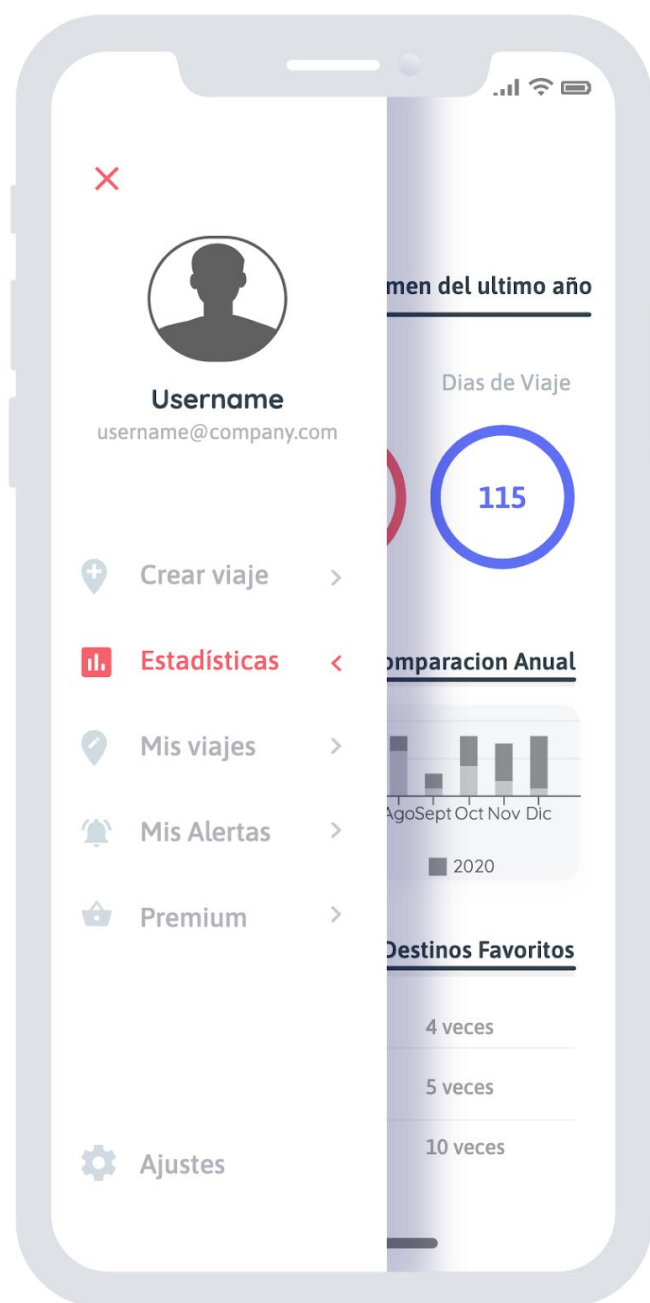 Username
username@company.com
Crear viaje
Estadísticas
Mis viajes
Mis Alertas
Premium
Ajustes
men del ultimo año
Dias de Viaje
115
omparacion Anual
Ago Sept Oct Nov Dic
2020
Destinos Favoritos
4 veces
5 veces
10 veces